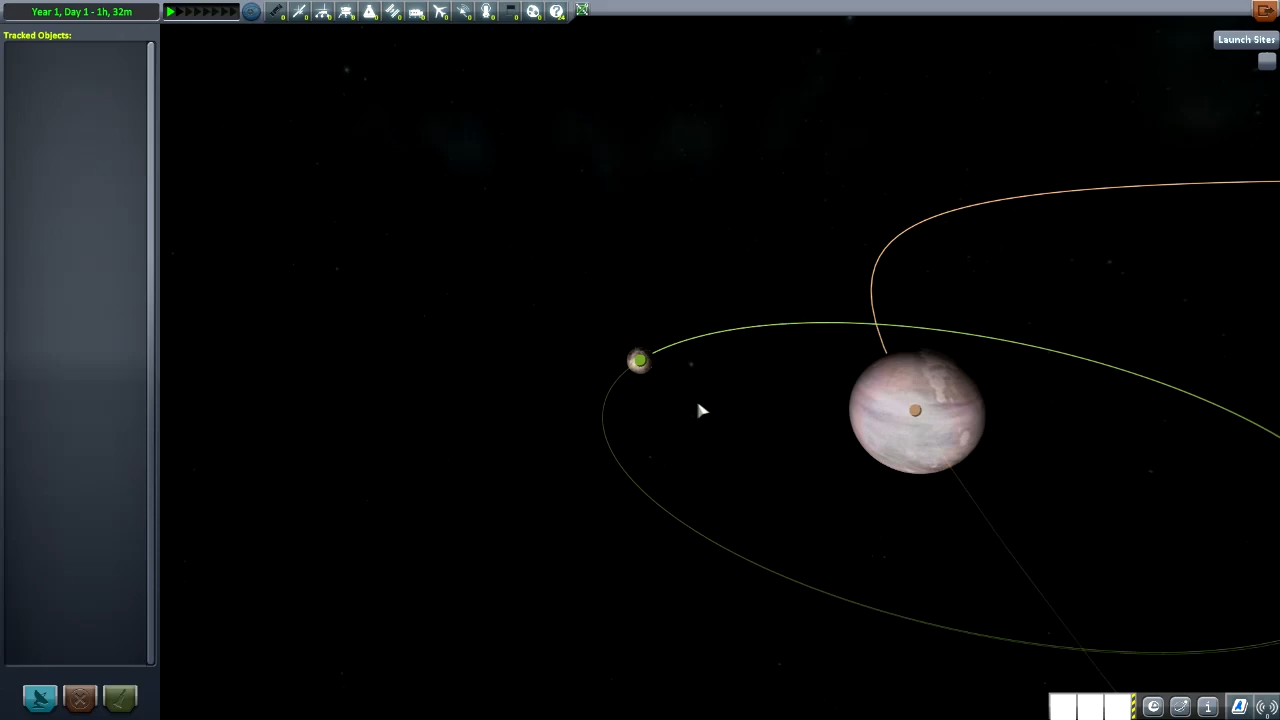 Year 1, Day 1 - 1h, 32m
Tracked Objects:
Launch Sites